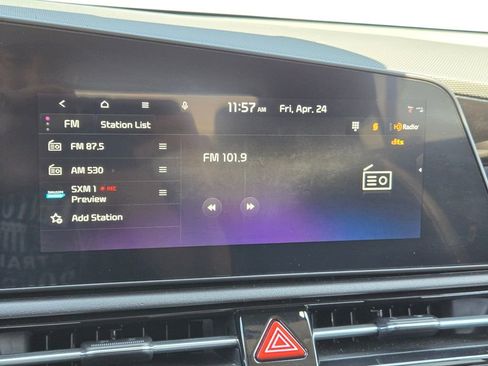 11:57 AM Fri, Apr. 24
FM Station List
HD Radio
dts
FM 87.5
AM 530
SXM 1 REC
Preview
Add Station
FM 101.9